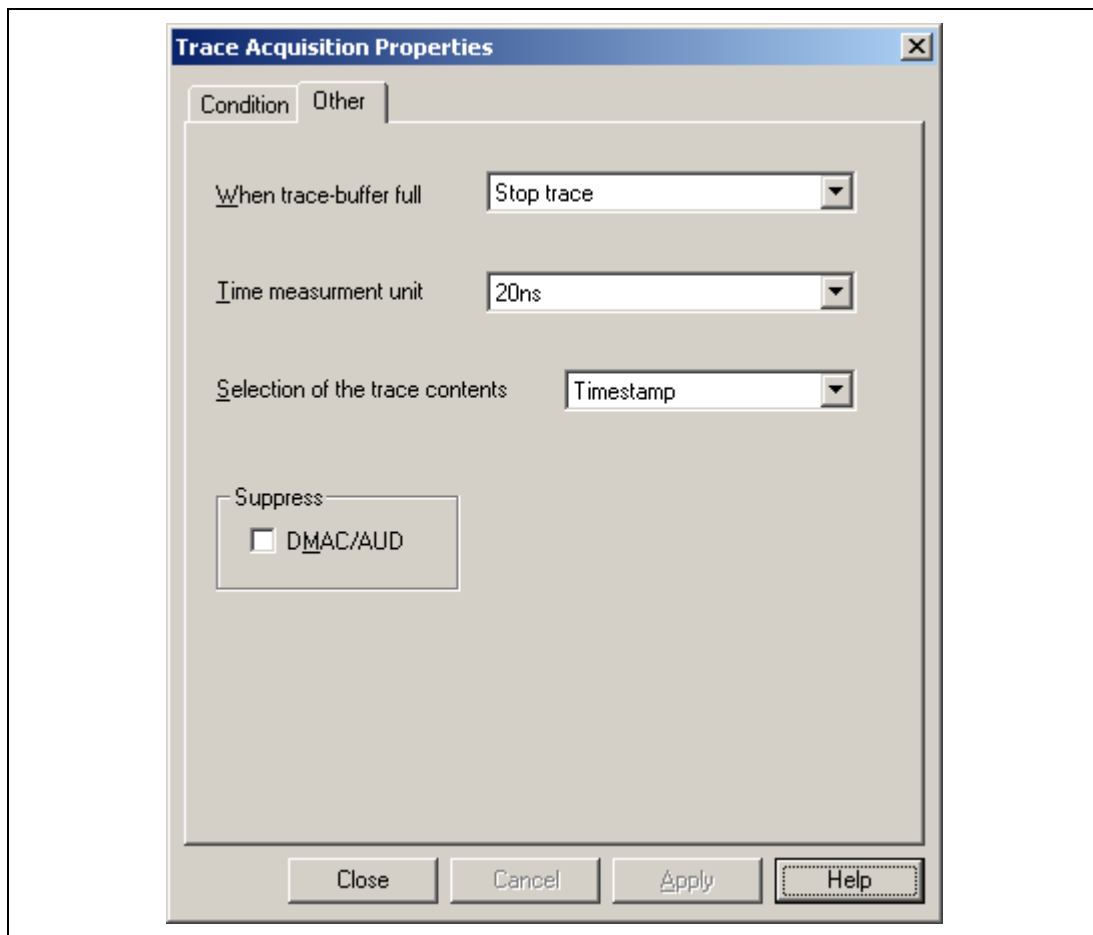 Trace Acquisition Properties
Condition
Other
When trace-buffer full
Stop trace
Time measurment unit
20ns
Selection of the trace contents
Timestamp
Suppress
DMAC/AUD
Close
Cancel
Apply
Help